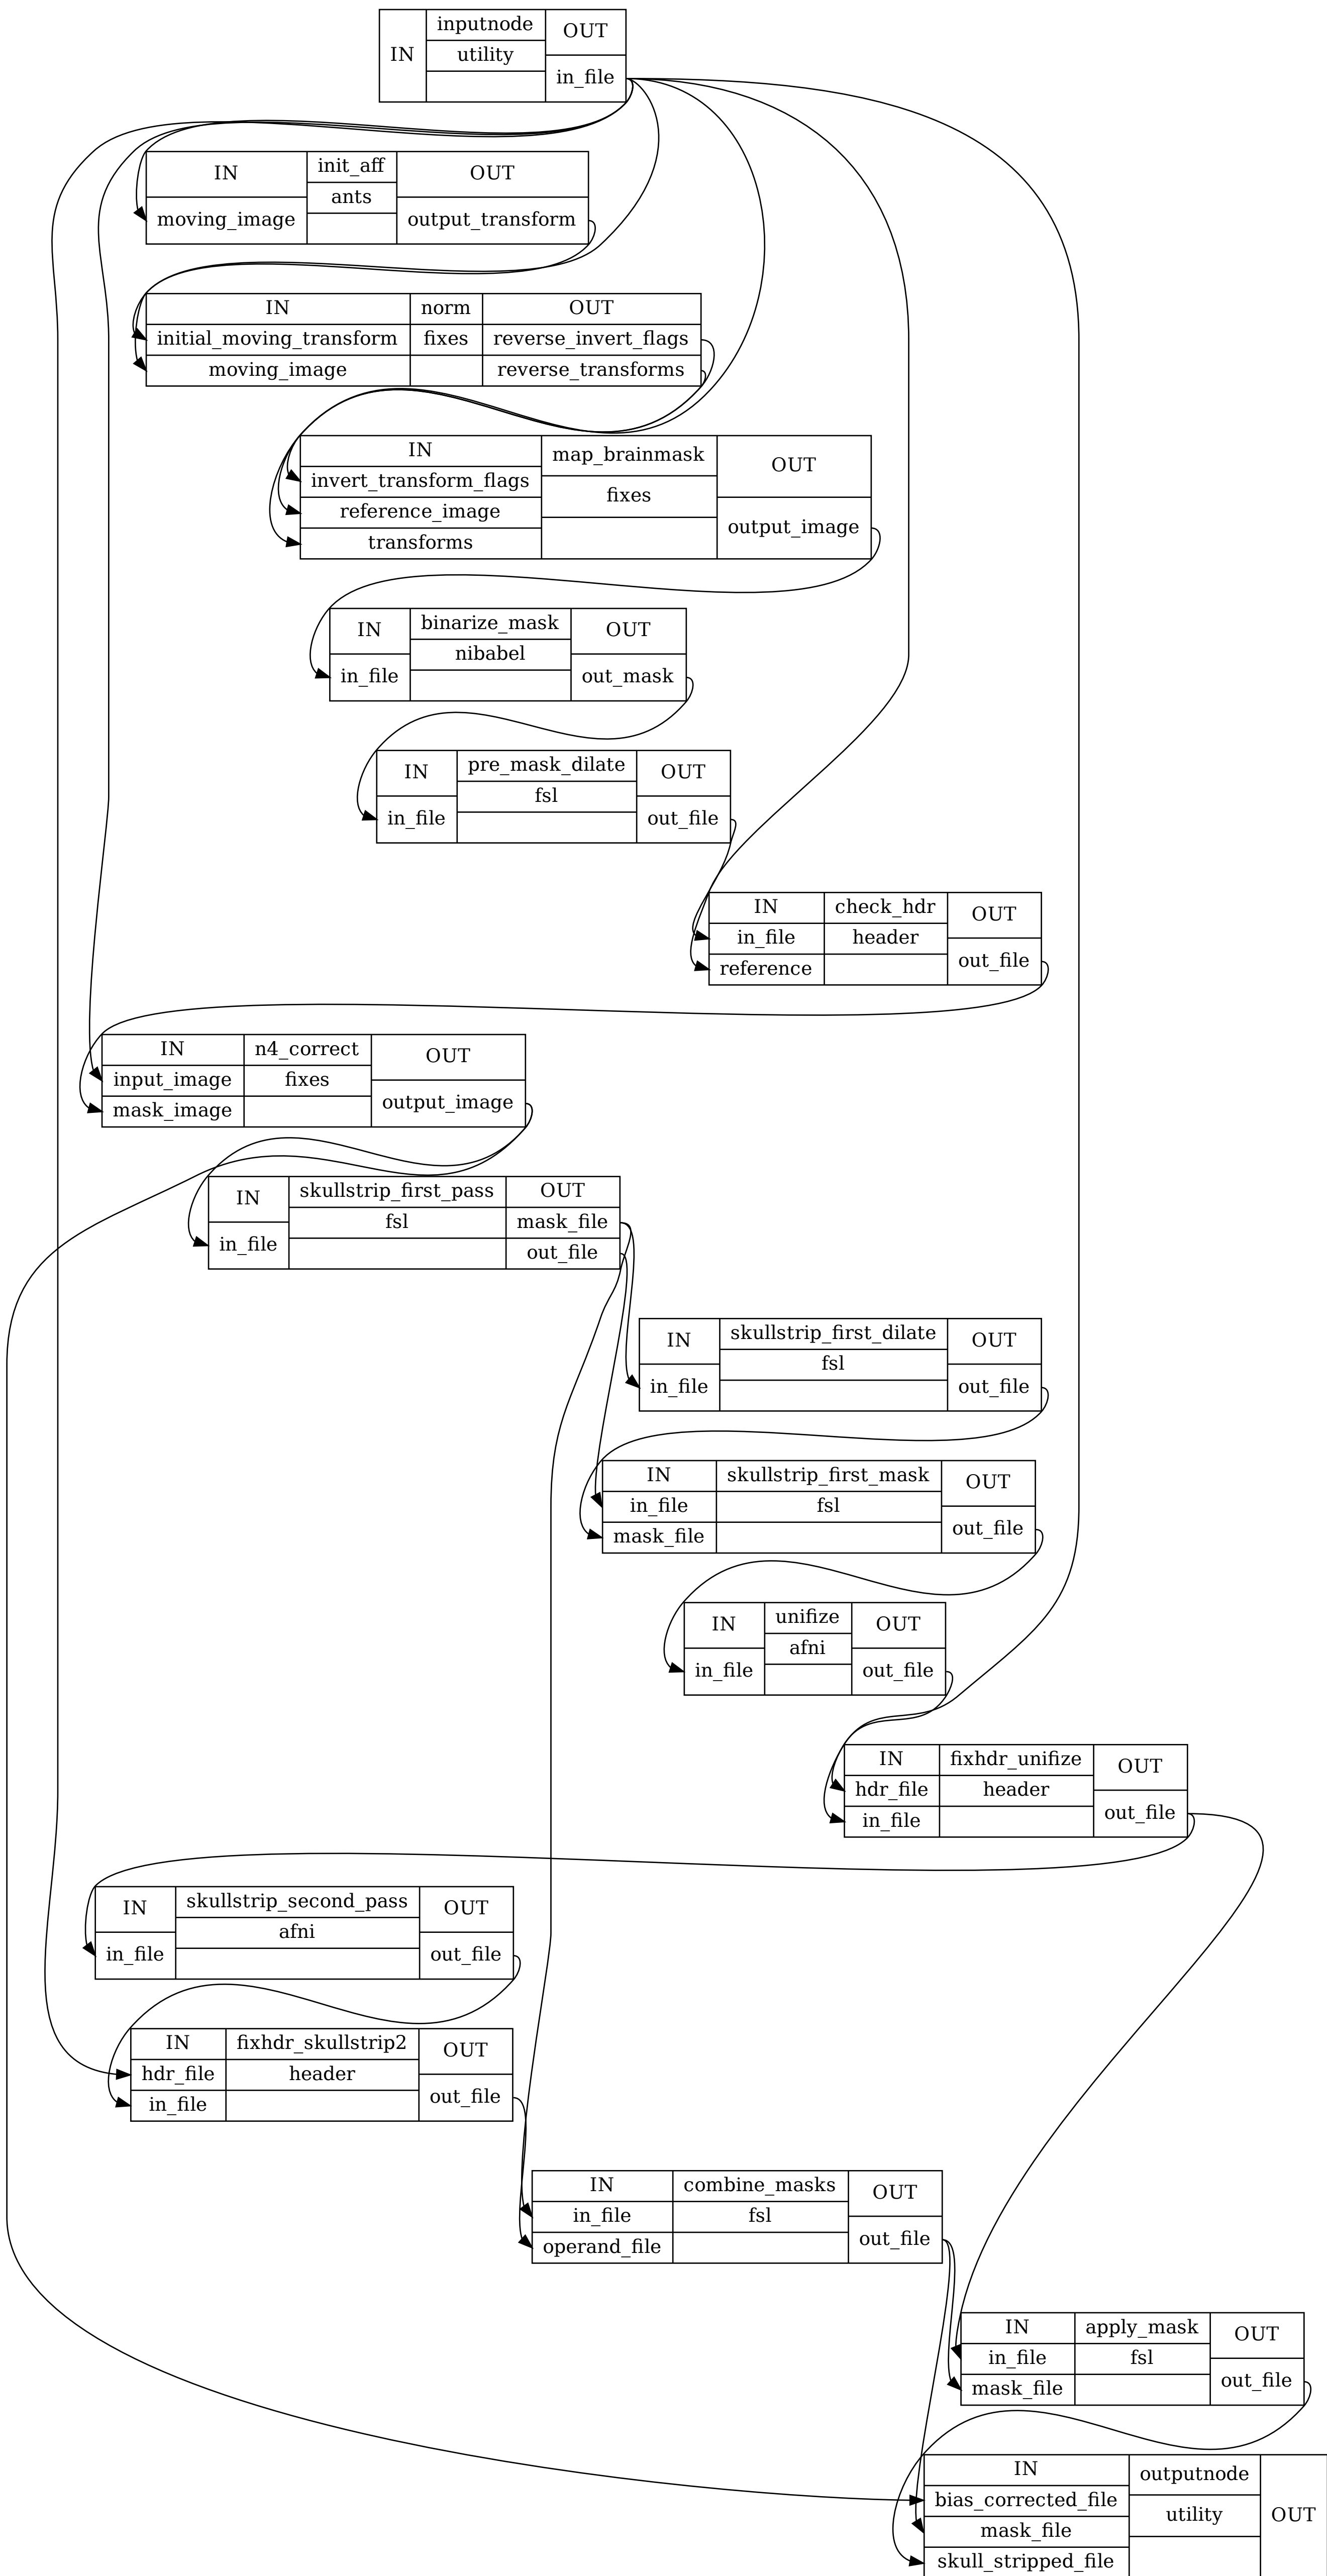 IN inputnode OUT
utility
in_file
IN init_aff OUT
ants
moving_image output_transform
IN norm OUT
initial_moving_transform fixes reverse_invert_flags
moving_image reverse_transforms
IN map_brainmask OUT
invert_transform_flags fixes
reference_image output_image
transforms
IN binarize_mask OUT
nibabel
in_file out_mask
IN pre_mask_dilate OUT
fsl
in_file out_file
IN check_hdr OUT
in_file header
reference out_file
IN n4_correct OUT
input_image fixes
mask_image output_image
IN skullstrip_first_pass OUT
fsl mask_file
in_file out_file
IN skullstrip_first_dilate OUT
fsl
in_file out_file
IN skullstrip_first_mask OUT
in_file fsl
mask_file out_file
IN unifize OUT
afni
in_file out_file
IN fixhdr_unifize OUT
hdr_file header
in_file out_file
IN skullstrip_second_pass OUT
afni
in_file out_file
IN fixhdr_skullstrip2 OUT
hdr_file header
in_file out_file
IN combine_masks OUT
in_file fsl
operand_file out_file
IN apply_mask OUT
in_file fsl
mask_file out_file
IN outputnode
bias_corrected_file utility OUT
mask_file
skull_stripped_file